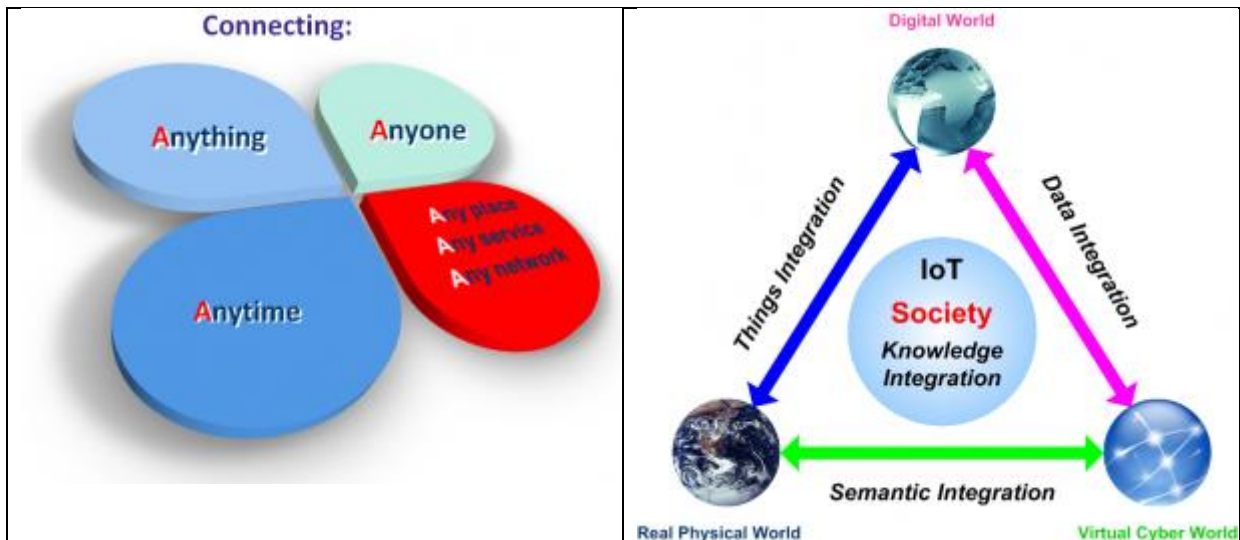 Connecting:
Anything
Anyone
Any place
Any service
Any network
Anytime
Digital World
Things Integration
Data Integration
IoT
Society
Knowledge
Integration
Semantic Integration
Real Physical World
Virtual Cyber World